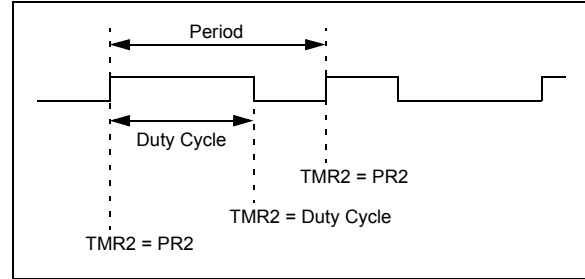 Period
Duty Cycle
TMR2 = PR2
TMR2 = Duty Cycle
TMR2 = PR2